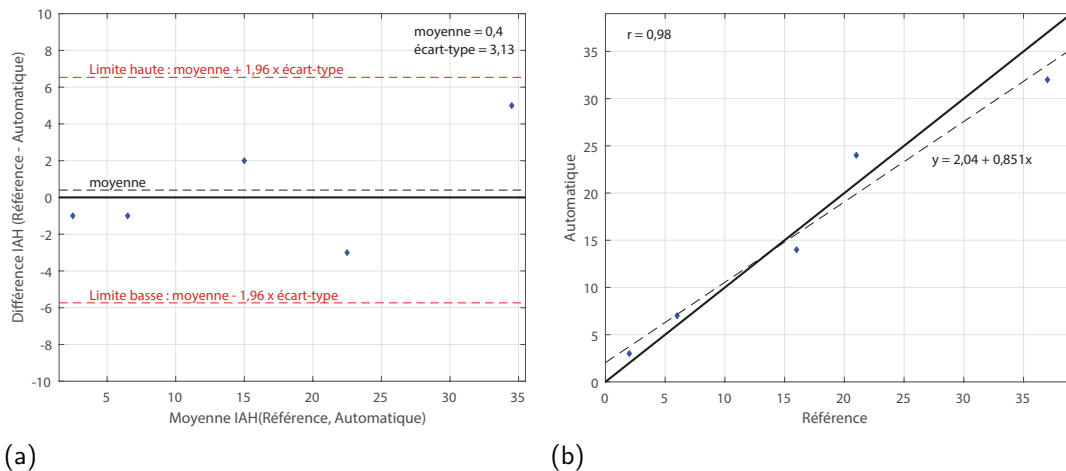 10
8
6
4
2
0
-2
-4
-6
-8
-10
Différence IAH (Référence - Automatique)
moyenne = 0,4
écart-type = 3,13
Limite haute : moyenne + 1,96 x écart-type
moyenne
Limite basse : moyenne - 1,96 x écart-type
5 10 15 20 25 30 35
Moyenne IAH(Référence, Automatique)
(a)
35
30
25
20
15
10
5
0
Automatique
r = 0,98
y = 2,04 + 0,851x
0 5 10 15 20 25 30 35
Référence
(b)